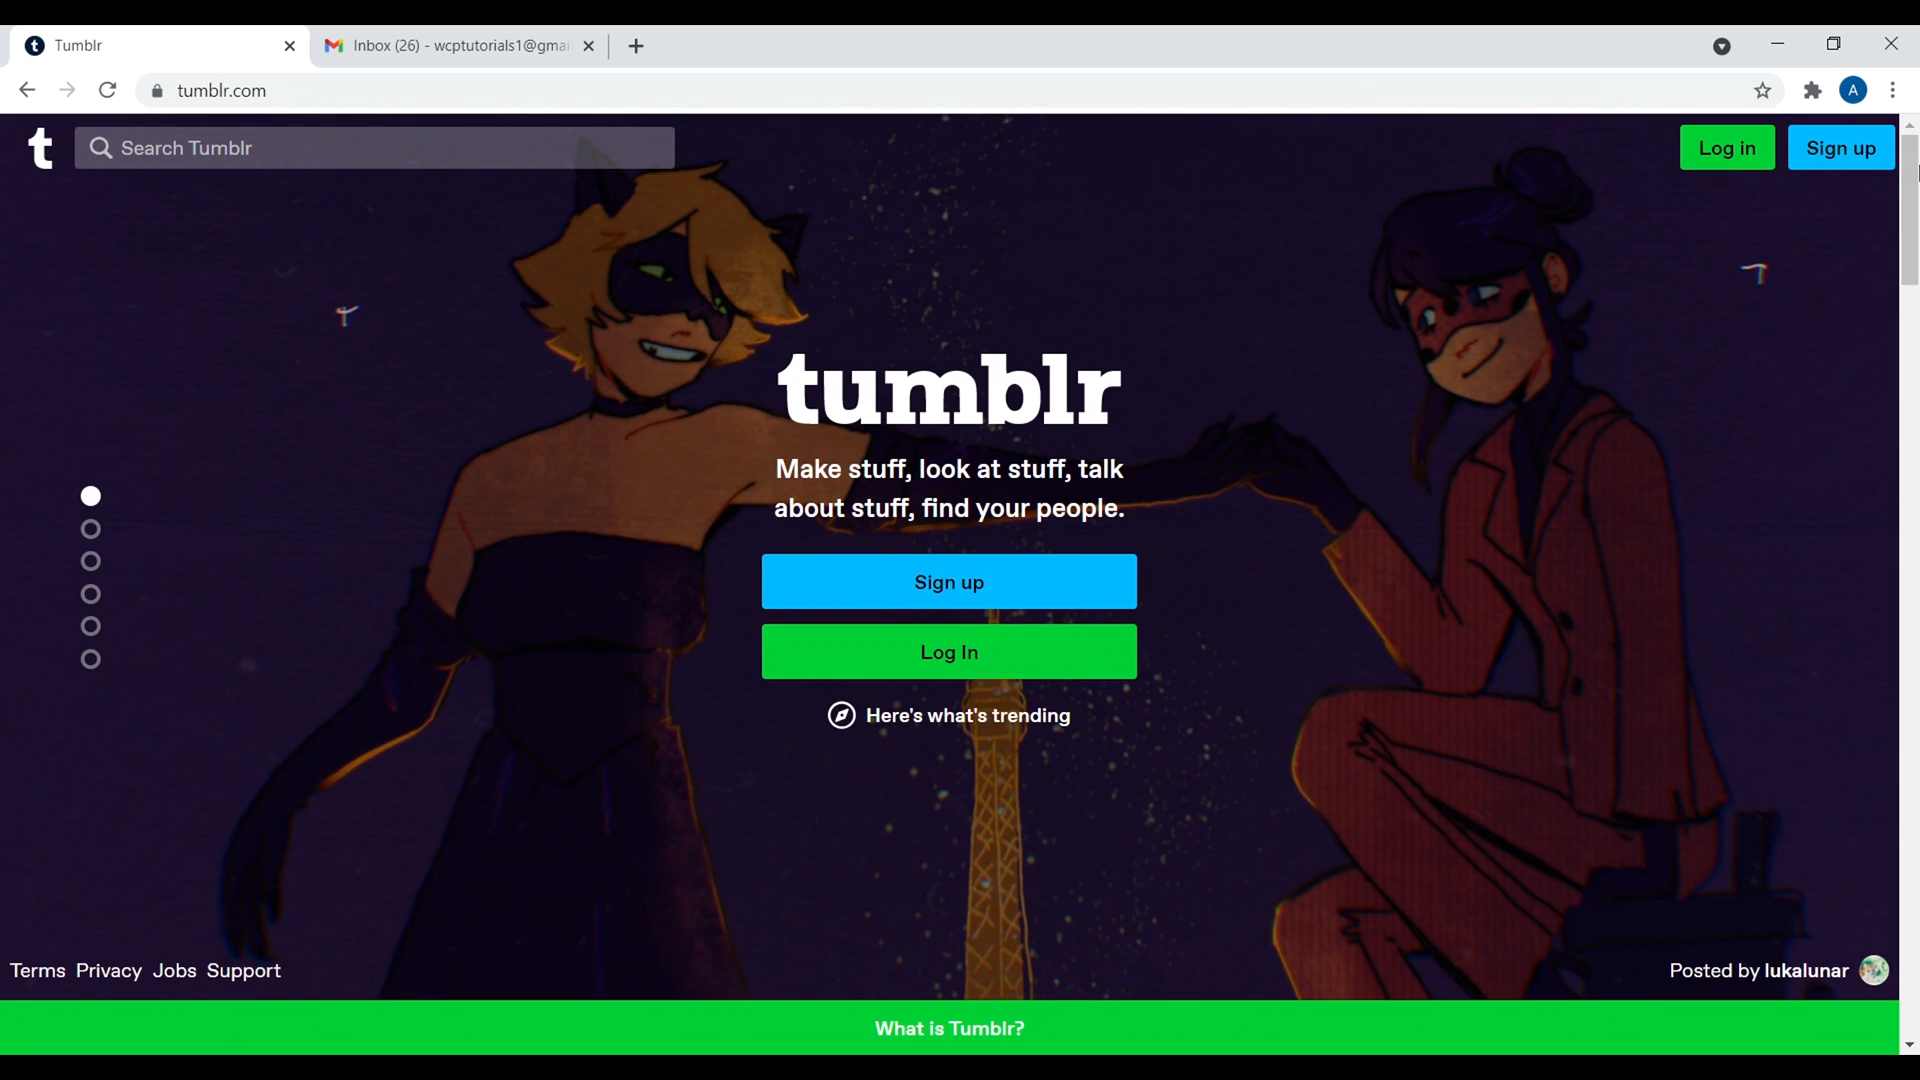 Tumblr
Inbox (26) - wcptutorials1@gmai
tumblr.com
A
t
Search Tumblr
Log in
Sign up
tumblr
Make stuff, look at stuff, talk
about stuff, find your people.
Sign up
Log In
Here's what's trending
Terms Privacy Jobs Support
Posted by lukalunar
What is Tumblr?